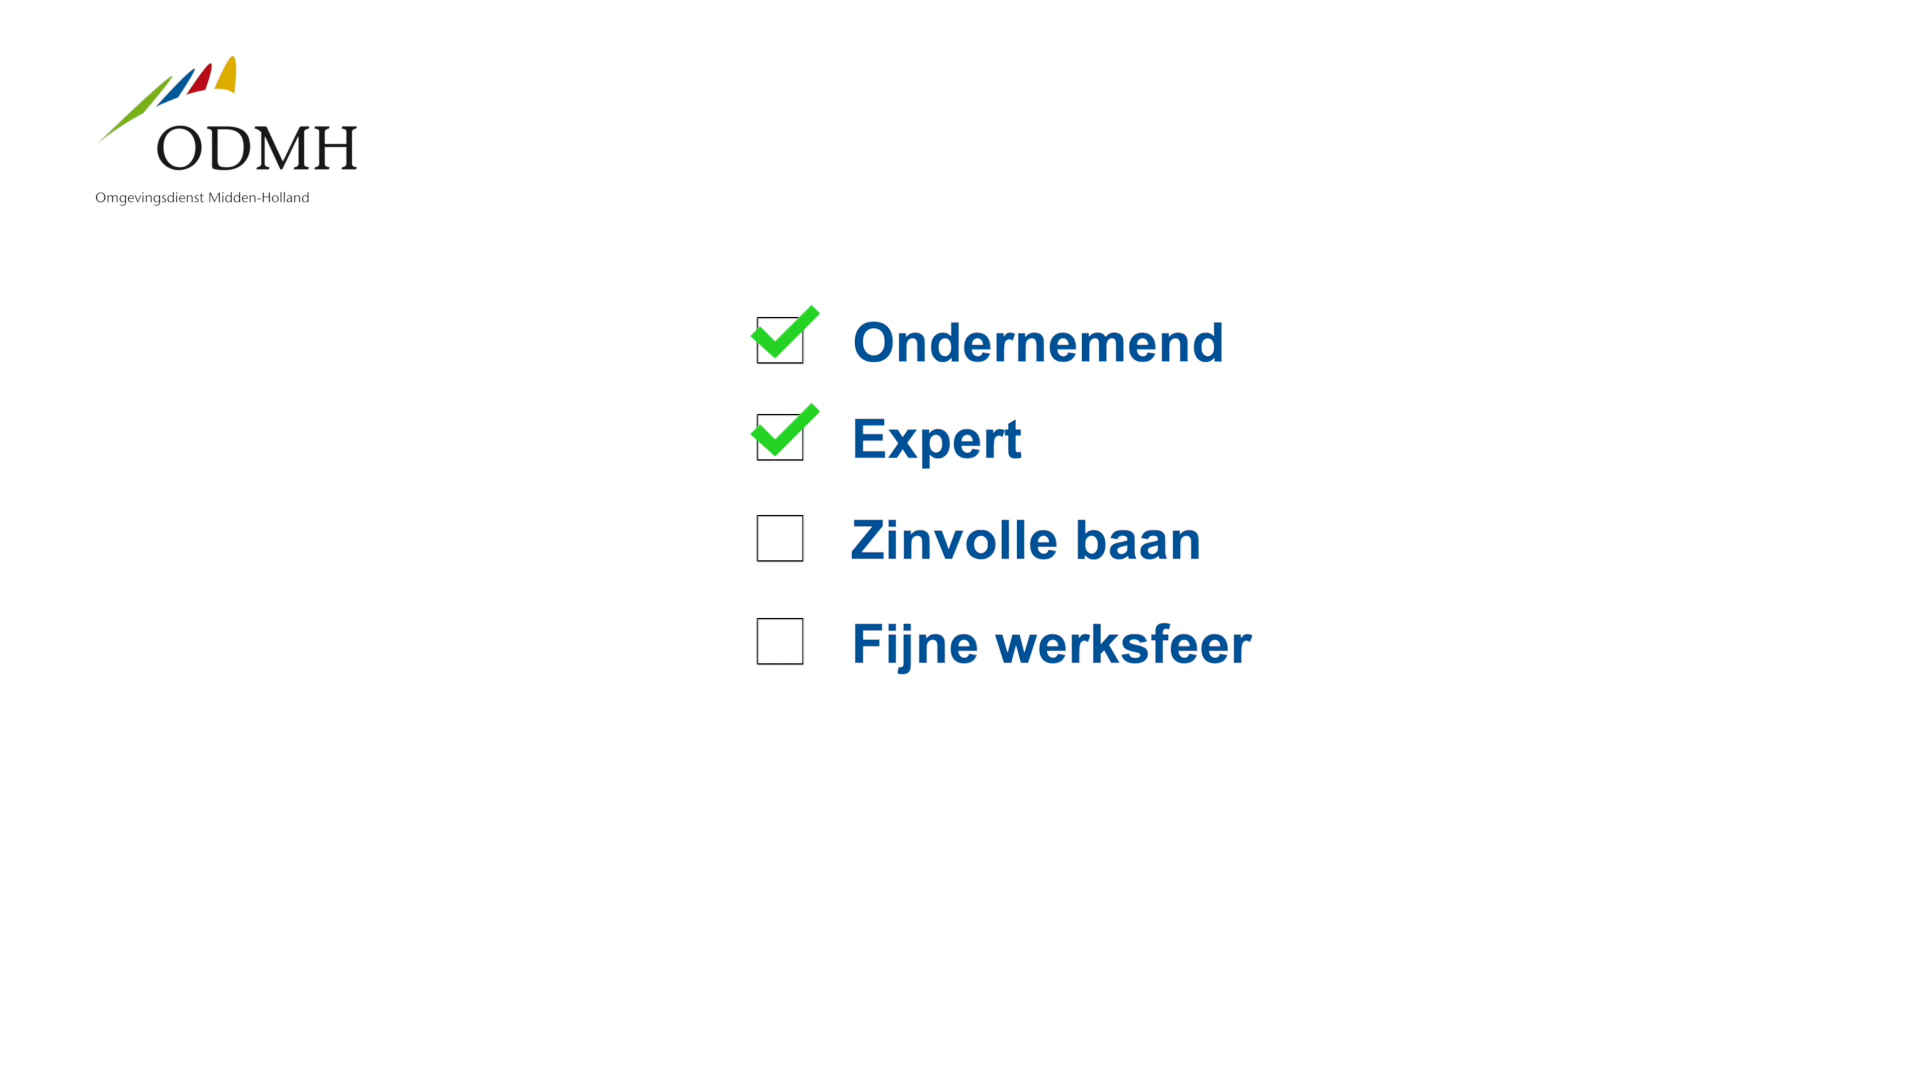 ODMH
Omgevingsdienst Midden-Holland
Ondernemend
Expert
Zinvolle baan
Fijne werksfeer